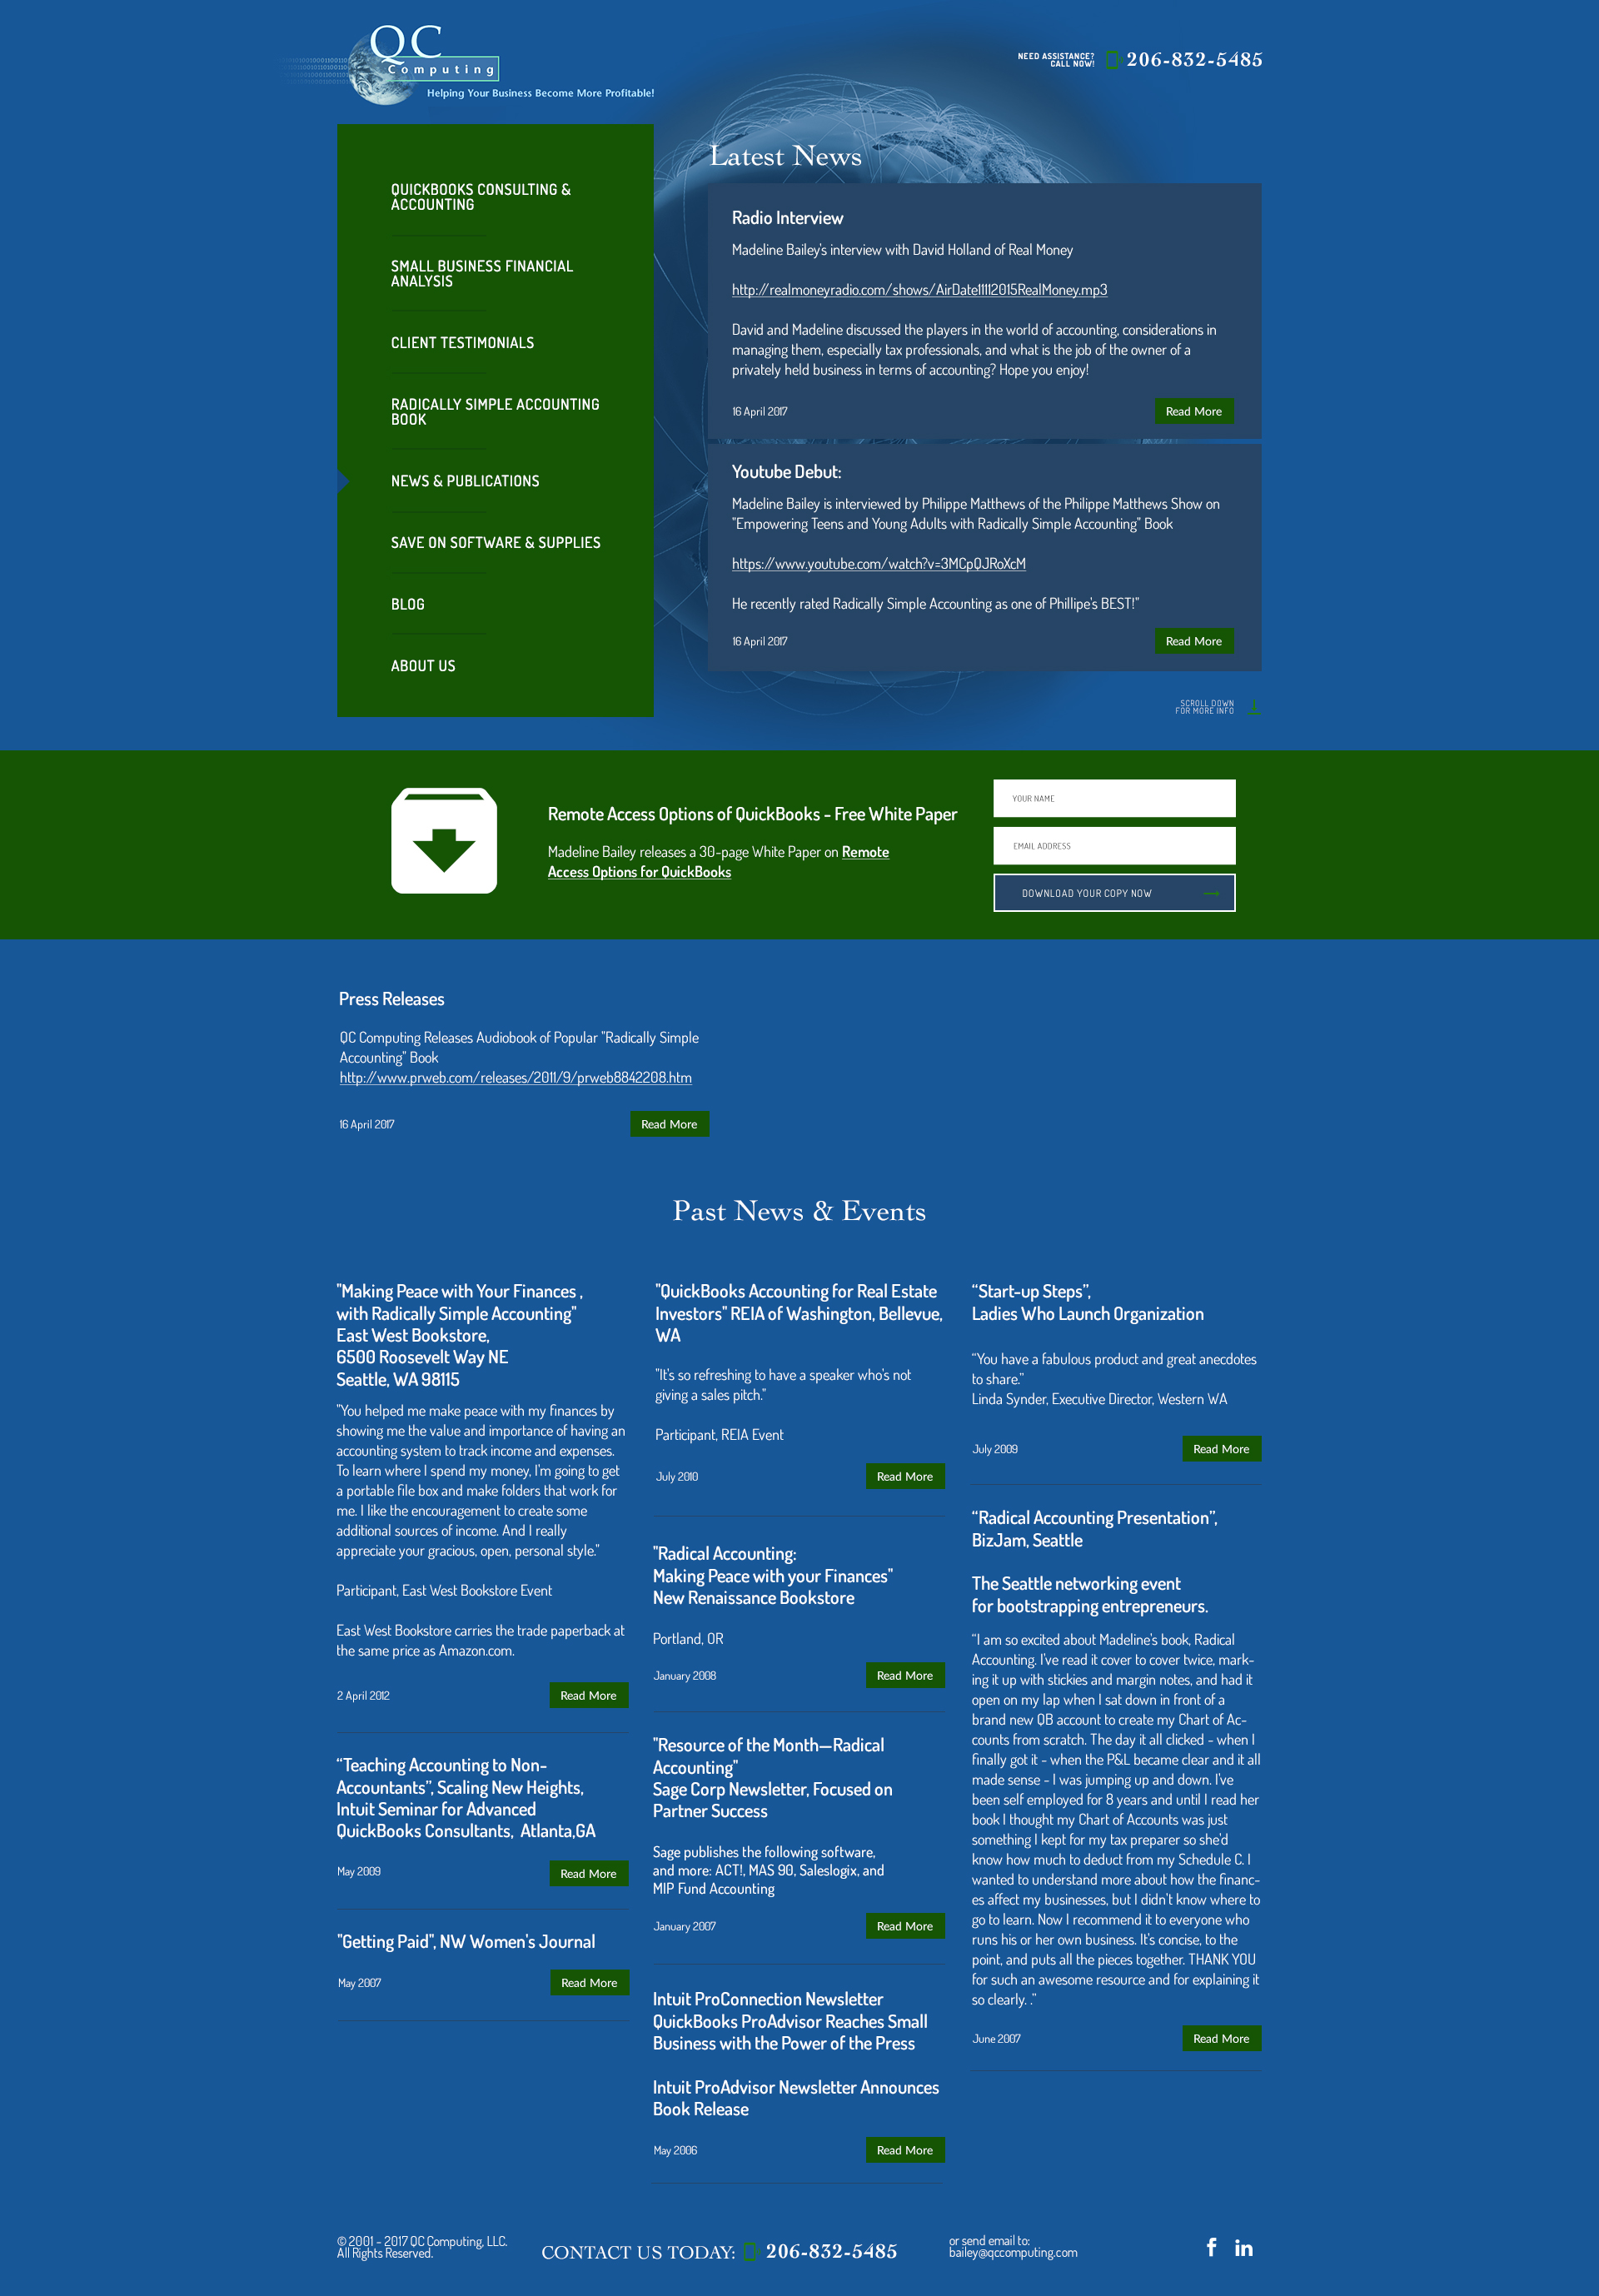 QC
Computing
Helping Your Business Become More Profitable!
NEED ASSISTANCE?
CALL NOW!
206-832-5485
QUICKBOOKS CONSULTING &
ACCOUNTING
SMALL BUSINESS FINANCIAL
ANALYSIS
CLIENT TESTIMONIALS
RADICALLY SIMPLE ACCOUNTING
BOOK
NEWS & PUBLICATIONS
SAVE ON SOFTWARE & SUPPLIES
BLOG
ABOUT US
Latest News
Radio Interview
Madeline Bailey's interview with David Holland of Real Money
http://realmoneyradio.com/shows/AirDate11112015RealMoney.mp3
David and Madeline discussed the players in the world of accounting, considerations in
managing them, especially tax professionals, and what is the job of the owner of a
privately held business in terms of accounting? Hope you enjoy!
16 April 2017
Read More
Youtube Debut:
Madeline Bailey is interviewed by Philippe Matthews of the Philippe Matthews Show on
"Empowering Teens and Young Adults with Radically Simple Accounting" Book
https://www.youtube.com/watch?v=3MCpQJRoXcM
He recently rated Radically Simple Accounting as one of Phillipe's BEST!"
16 April 2017
Read More
SCROLL DOWN
FOR MORE INFO
Remote Access Options of QuickBooks - Free White Paper
Madeline Bailey releases a 30-page White Paper on Remote
Access Options for QuickBooks
YOUR NAME
EMAIL ADDRESS
DOWNLOAD YOUR COPY NOW
Press Releases
QC Computing Releases Audiobook of Popular "Radically Simple
Accounting" Book
http://www.prweb.com/releases/2011/9/prweb8842208.htm
16 April 2017
Read More
Past News & Events
"Making Peace with Your Finances ,
with Radically Simple Accounting"
East West Bookstore,
6500 Roosevelt Way NE
Seattle, WA 98115
"You helped me make peace with my finances by
showing me the value and importance of having an
accounting system to track income and expenses.
To learn where I spend my money, I'm going to get
a portable file box and make folders that work for
me. I like the encouragement to create some
additional sources of income. And I really
appreciate your gracious, open, personal style."
Participant, East West Bookstore Event
East West Bookstore carries the trade paperback at
the same price as Amazon.com.
2 April 2012
Read More
“Teaching Accounting to Non-
Accountants”, Scaling New Heights,
Intuit Seminar for Advanced
QuickBooks Consultants,  Atlanta,GA
May 2009
Read More
"Getting Paid", NW Women's Journal
May 2007
Read More
"QuickBooks Accounting for Real Estate
Investors" REIA of Washington, Bellevue,
WA
"It's so refreshing to have a speaker who's not
giving a sales pitch."
Participant, REIA Event
July 2010
Read More
"Radical Accounting:
Making Peace with your Finances"
New Renaissance Bookstore
Portland, OR
January 2008
Read More
"Resource of the Month—Radical
Accounting"
Sage Corp Newsletter, Focused on
Partner Success
Sage publishes the following software,
and more: ACT!, MAS 90, Saleslogix, and
MIP Fund Accounting
January 2007
Read More
Intuit ProConnection Newsletter
QuickBooks ProAdvisor Reaches Small
Business with the Power of the Press
Intuit ProAdvisor Newsletter Announces
Book Release
May 2006
Read More
“Start-up Steps”,
Ladies Who Launch Organization
“You have a fabulous product and great anecdotes
to share.”
Linda Synder, Executive Director, Western WA
July 2009
Read More
“Radical Accounting Presentation”,
BizJam, Seattle
The Seattle networking event
for bootstrapping entrepreneurs.
“I am so excited about Madeline's book, Radical
Accounting. I've read it cover to cover twice, mark-
ing it up with stickies and margin notes, and had it
open on my lap when I sat down in front of a
brand new QB account to create my Chart of Ac-
counts from scratch. The day it all clicked - when I
finally got it - when the P&L became clear and it all
made sense - I was jumping up and down. I've
been self employed for 8 years and until I read her
book I thought my Chart of Accounts was just
something I kept for my tax preparer so she'd
know how much to deduct from my Schedule C. I
wanted to understand more about how the financ-
es affect my businesses, but I didn't know where to
go to learn. Now I recommend it to everyone who
runs his or her own business. It's concise, to the
point, and puts all the pieces together. THANK YOU
for such an awesome resource and for explaining it
so clearly. ."
June 2007
Read More
© 2001 – 2017 QC Computing, LLC.
All Rights Reserved.
CONTACT US TODAY:
206-832-5485
or send email to:
bailey@qccomputing.com
f
in